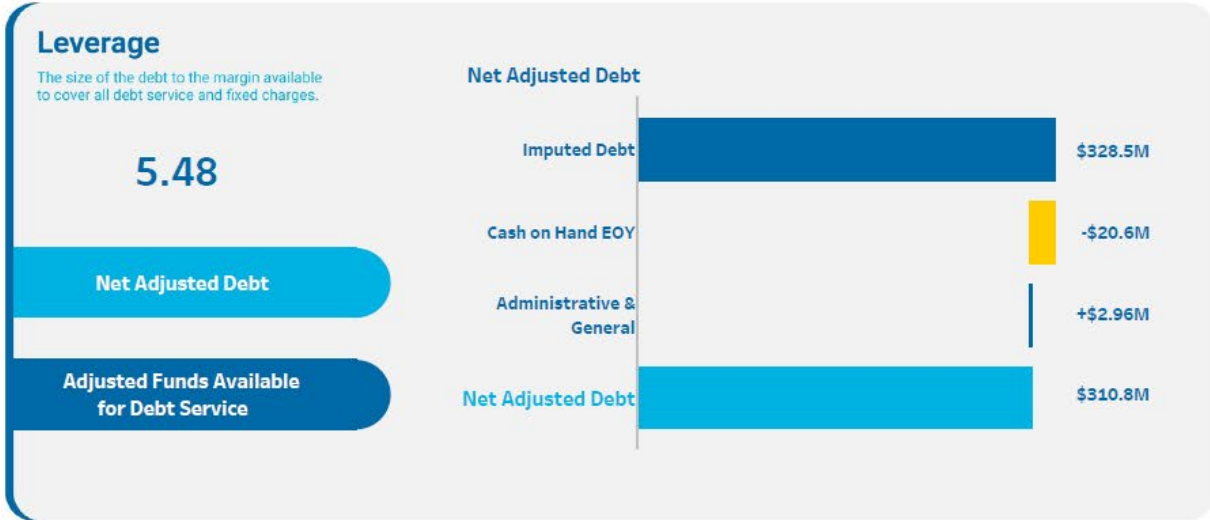 Leverage
The size of the debt to the margin available
to cover all debt service and fixed charges.
5.48
Net Adjusted Debt
Adjusted Funds Available
for Debt Service
Net Adjusted Debt
Imputed Debt
$328.5M
Cash on Hand EOY
-$20.6M
Administrative &
General
+$2.96M
Net Adjusted Debt
$310.8M